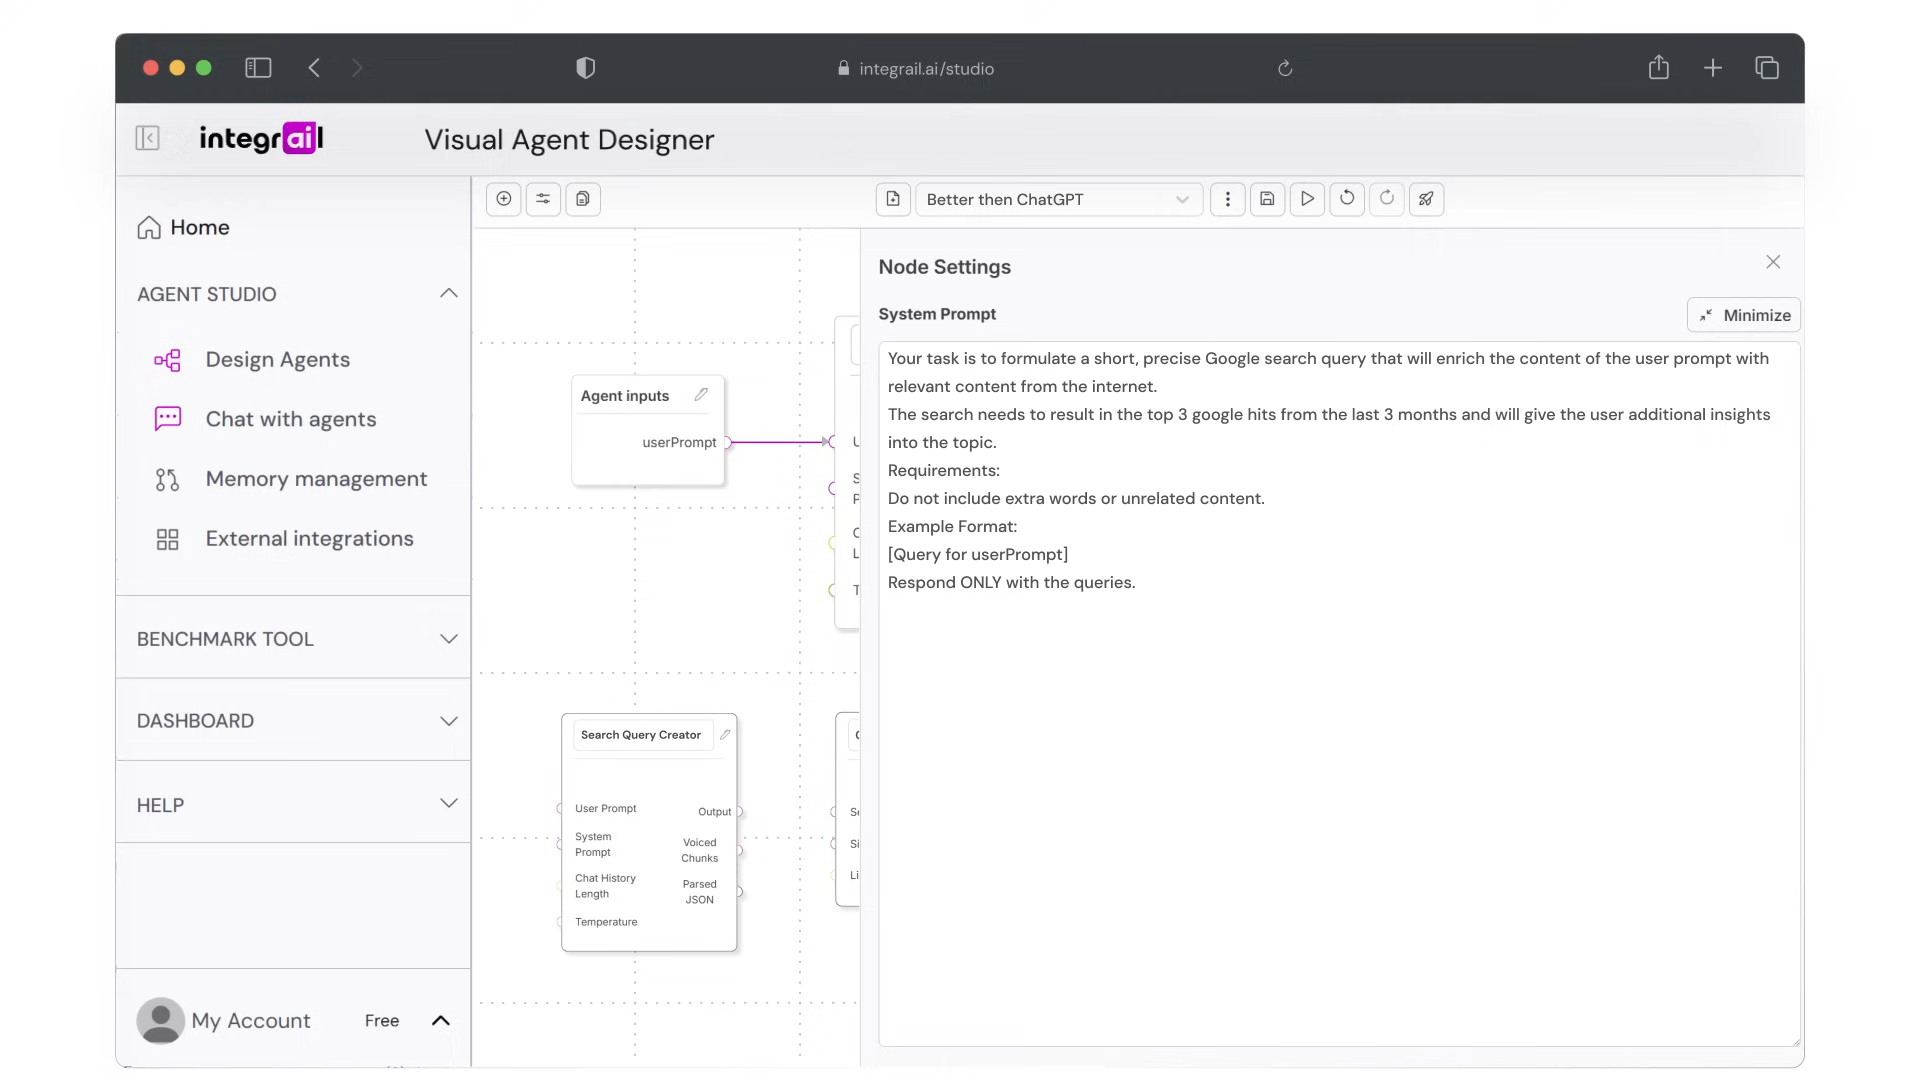 integrail.ai/studio
integrail
Visual Agent Designer
Home
AGENT STUDIO
Design Agents
Chat with agents
Memory management
External integrations
BENCHMARK TOOL
DASHBOARD
HELP
My Account
Free
Better then ChatGPT
Agent inputs
userPrompt
Search Query Creator
User Prompt
Output
System
Prompt
Voiced
Chunks
Chat History
Length
Parsed
JSON
Temperature
Node Settings
System Prompt
Minimize
Your task is to formulate a short, precise Google search query that will enrich the content of the user prompt with
relevant content from the internet.
The search needs to result in the top 3 google hits from the last 3 months and will give the user additional insights
into the topic.
Requirements:
Do not include extra words or unrelated content.
Example Format:
[Query for userPrompt]
Respond ONLY with the queries.